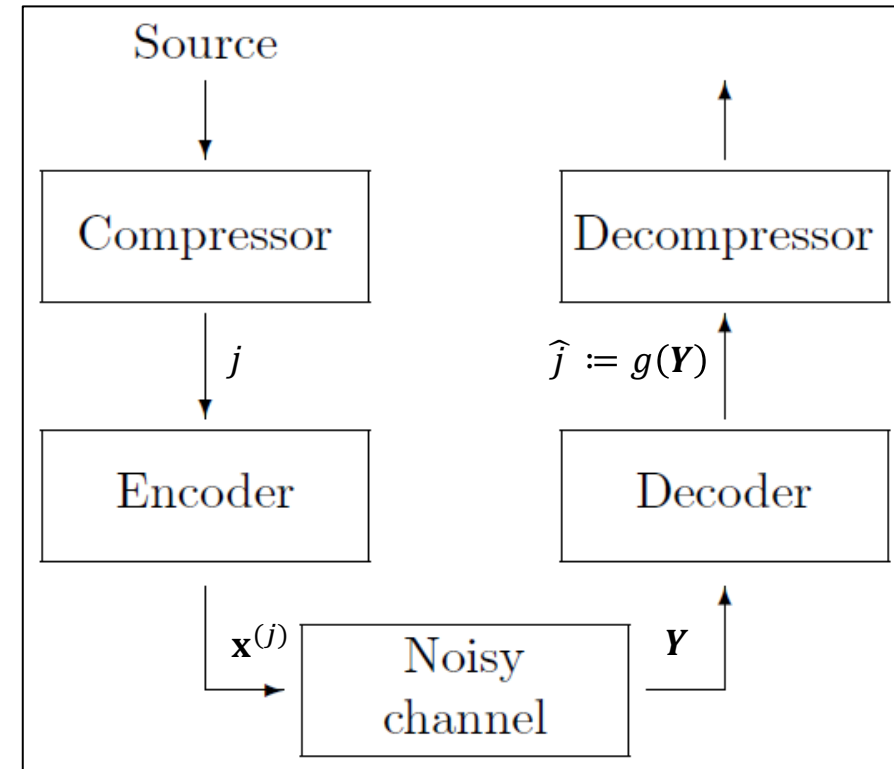 Source
Compressor
Decompressor
j
ĵ := g(Y)
Encoder
Decoder
x^(j)
Noisy
channel
Y